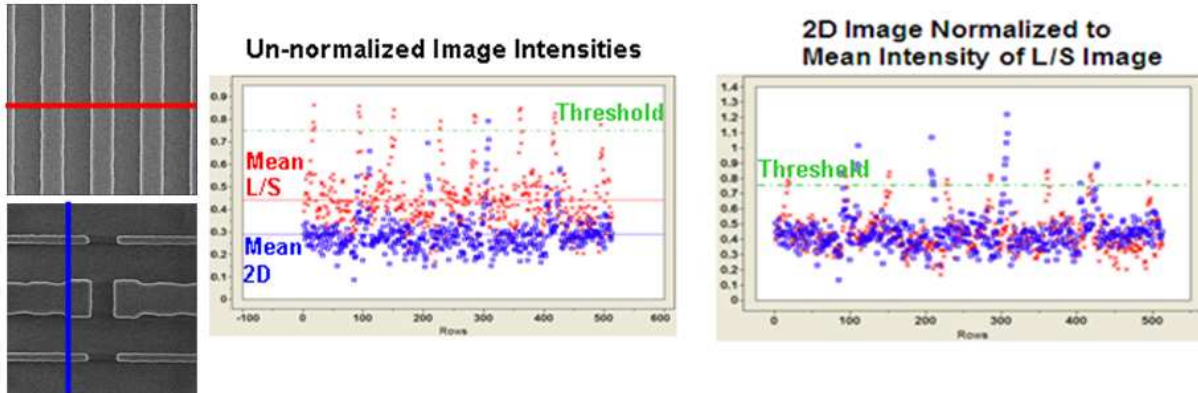 Un-normalized Image Intensities
0.9
0.8
0.7
0.6
0.5
0.4
0.3
0.2
0.1
0
Threshold
Mean
L/S
Mean
2D
-100 0 100 200 300 400 500 600
Rows
2D Image Normalized to
Mean Intensity of L/S Image
1.4
1.3
1.2
1.1
1
0.9
0.8
0.7
0.6
0.5
0.4
0.3
0.2
0.1
0
Threshold
0 100 200 300 400 500
Rows